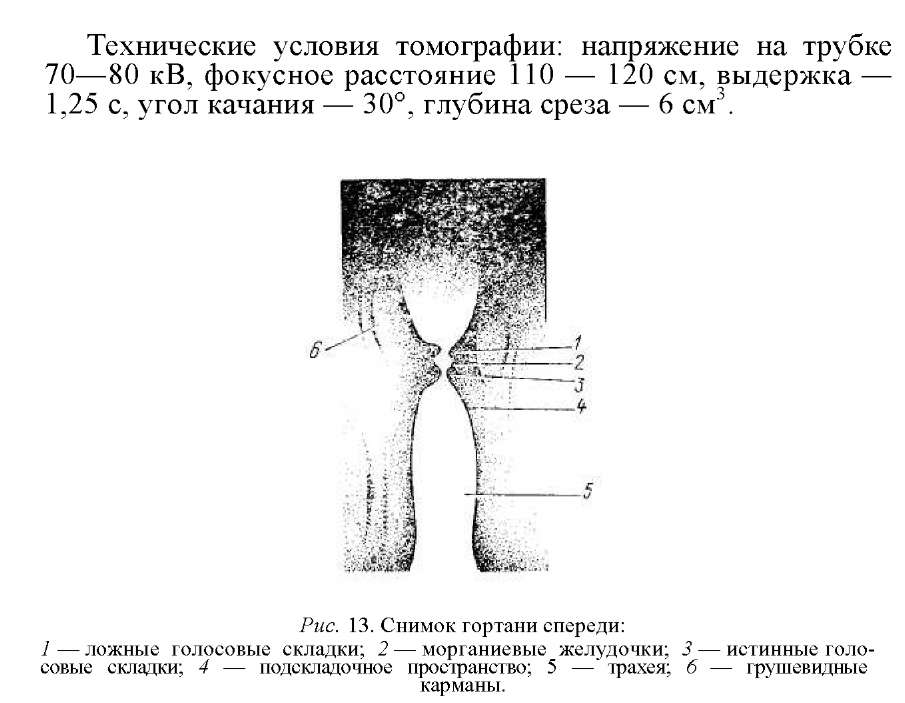 Технические условия томографии: напряжение на трубке
70—80 кВ, фокусное расстояние 110 — 120 см, выдержка —
1,25 с, угол качания — 30°, глубина среза — 6 см³.
1
6
2
3
4
5
Рис. 13. Снимок гортани спереди:
1 — ложные голосовые складки; 2 — морганиевые желудочки; 3 — истинные голо-
совые складки; 4 — подскладочное пространство; 5 — трахея; 6 — грушевидные
карманы.